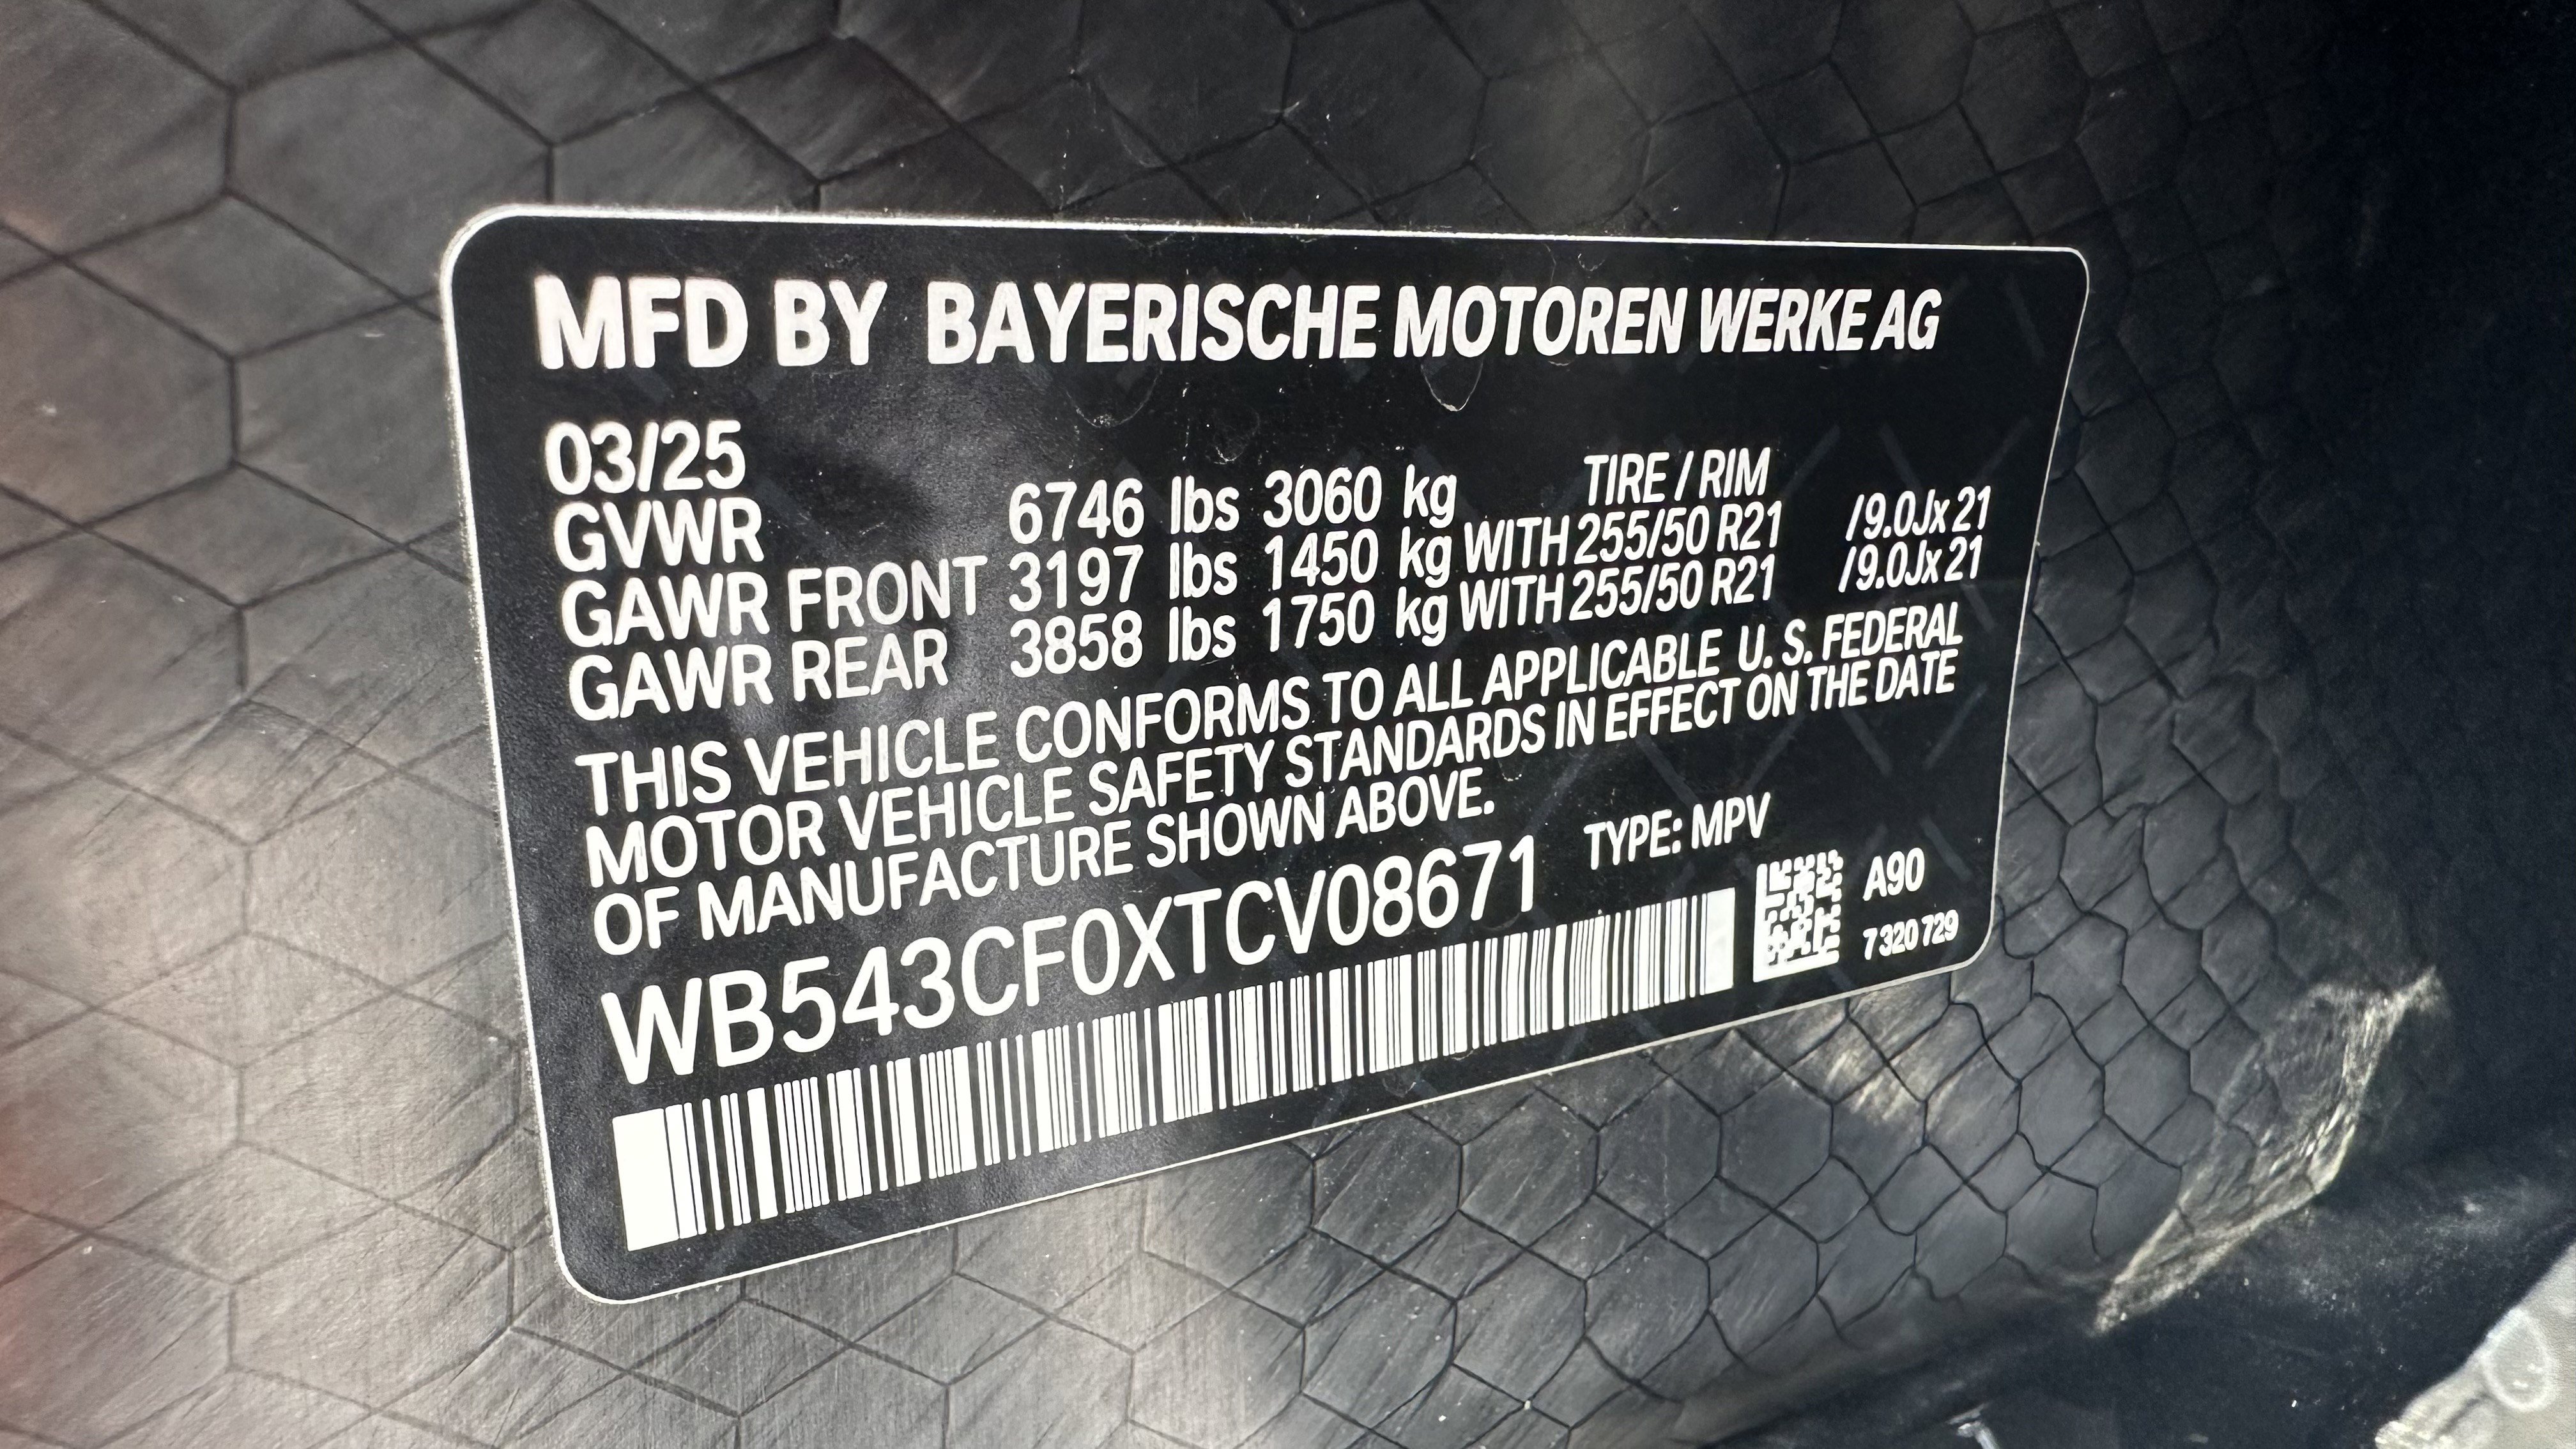 MFD BY BAYERISCHE MOTOREN WERKE AG
03/25
TIRE / RIM
GVWR 6746 lbs 3060 kg
GAWR FRONT 3197 lbs 1450 kg WITH 255/50 R21 /9.0Jx21
GAWR REAR 3858 lbs 1750 kg WITH 255/50 R21 /9.0Jx21
THIS VEHICLE CONFORMS TO ALL APPLICABLE U. S. FEDERAL
MOTOR VEHICLE SAFETY STANDARDS IN EFFECT ON THE DATE
OF MANUFACTURE SHOWN ABOVE.
WB543CF0XTCV08671 TYPE: MPV
A90
7 320 729